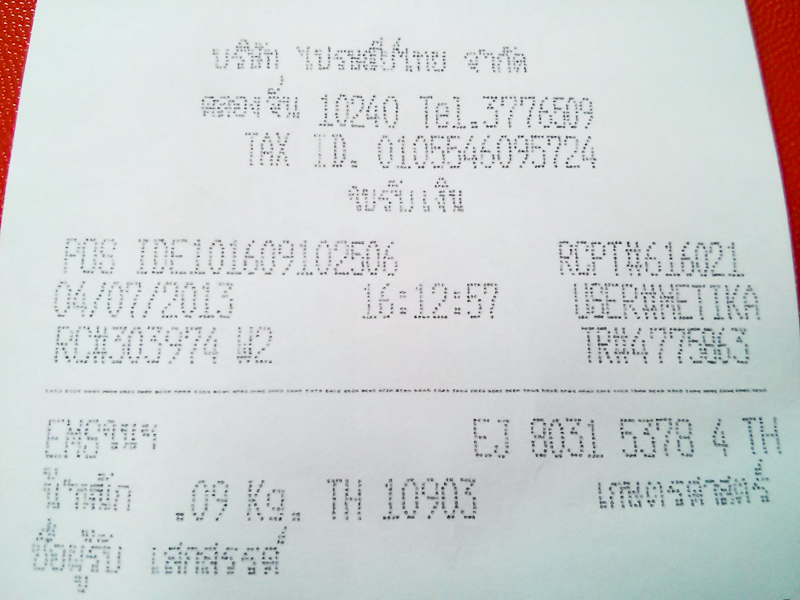 บริษัท ไปรษณีย์ไทย จำกัด
คลองจั่น 10240 Tel.3776509
TAX ID. 0105546095724
ใบรับเงิน
POS IDE101609102506 RCPT#616021
04/07/2013 16:12:57 USER#METIKA
RC#303974 W2 TR#4775863
EMSในปท EJ 8031 5378 4 TH
น้ำหนัก .09 Kg. TH 10903 เกษตรศาสตร์
ชื่อผู้รับ เสกสรรค์